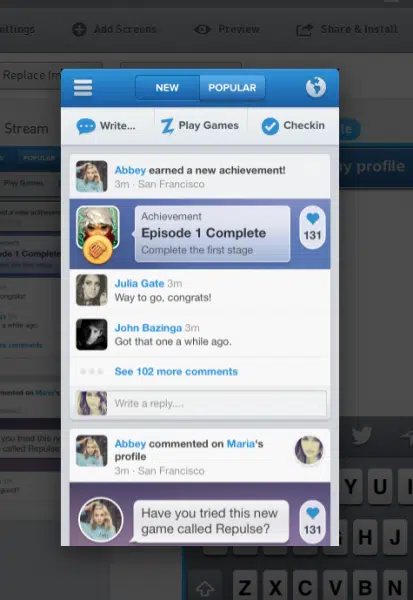 ettings
Add Screens
Preview
Share & Install
Replace Im
NEW
POPULAR
Stream
Write...
Play Games
Checkin
y profile
Abbey earned a new achievement!
3m · San Francisco
Achievement
Episode 1 Complete
Complete the first stage
131
Julia Gate 3m
Way to go, congrats!
John Bazinga 3m
Got that one a while ago.
See 102 more comments
Write a reply....
Abbey commented on Maria's
profile
3m · San Francisco
Have you tried this new
game called Repulse?
131
Y U I
G H J
Z X C V B N